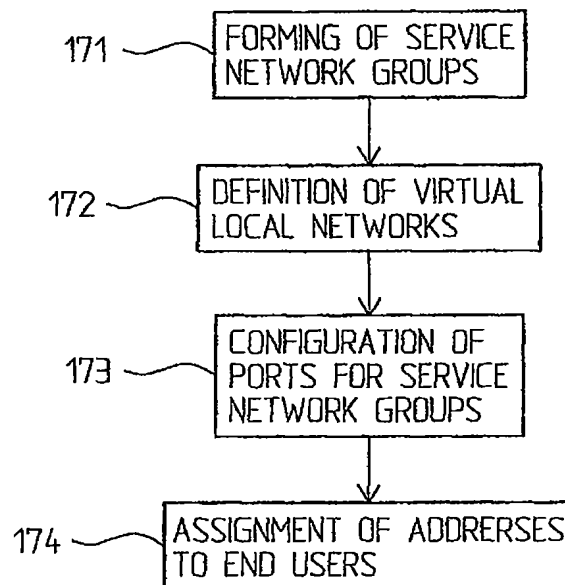 171
FORMING OF SERVICE
NETWORK GROUPS
172
DEFINITION OF VIRTUAL
LOCAL NETWORKS
173
CONFIGURATION OF
PORTS FOR SERVICE
NETWORK GROUPS
174
ASSIGNMENT OF ADDRERSES
TO END USERS